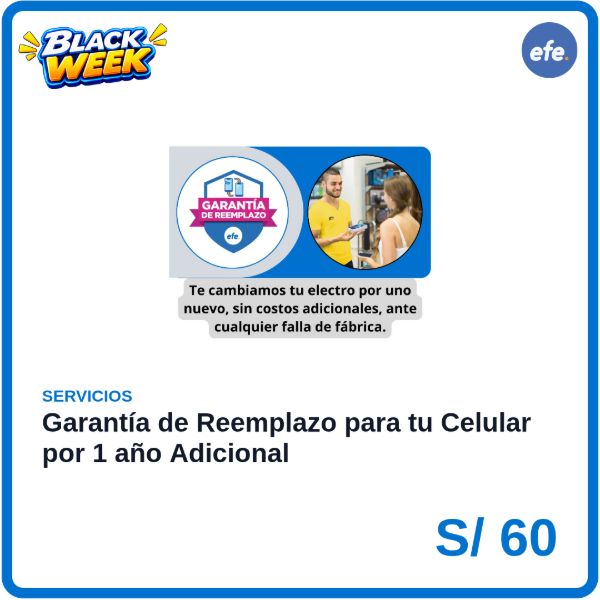 BLACK
WEEK
efe.
GARANTÍA
DE REEMPLAZO
efe.
Te cambiamos tu electro por uno
nuevo, sin costos adicionales, ante
cualquier falla de fábrica.
SERVICIOS
Garantía de Reemplazo para tu Celular
por 1 año Adicional
S/ 60